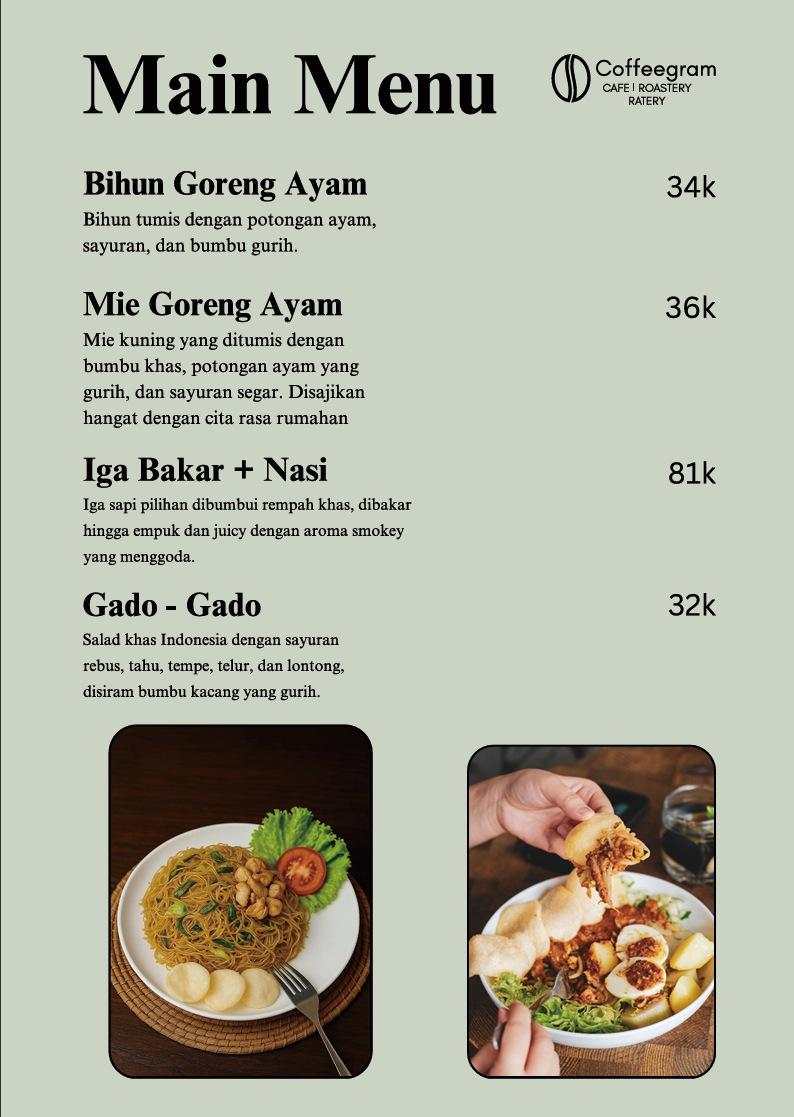 Main Menu
Coffeegram
CAFE | ROASTERY
RATERY
Bihun Goreng Ayam 34k
Bihun tumis dengan potongan ayam,
sayuran, dan bumbu gurih.
Mie Goreng Ayam 36k
Mie kuning yang ditumis dengan
bumbu khas, potongan ayam yang
gurih, dan sayuran segar. Disajikan
hangat dengan cita rasa rumahan
Iga Bakar + Nasi 81k
Iga sapi pilihan dibumbui rempah khas, dibakar
hingga empuk dan juicy dengan aroma smokey
yang menggoda.
Gado - Gado 32k
Salad khas Indonesia dengan sayuran
rebus, tahu, tempe, telur, dan lontong,
disiram bumbu kacang yang gurih.